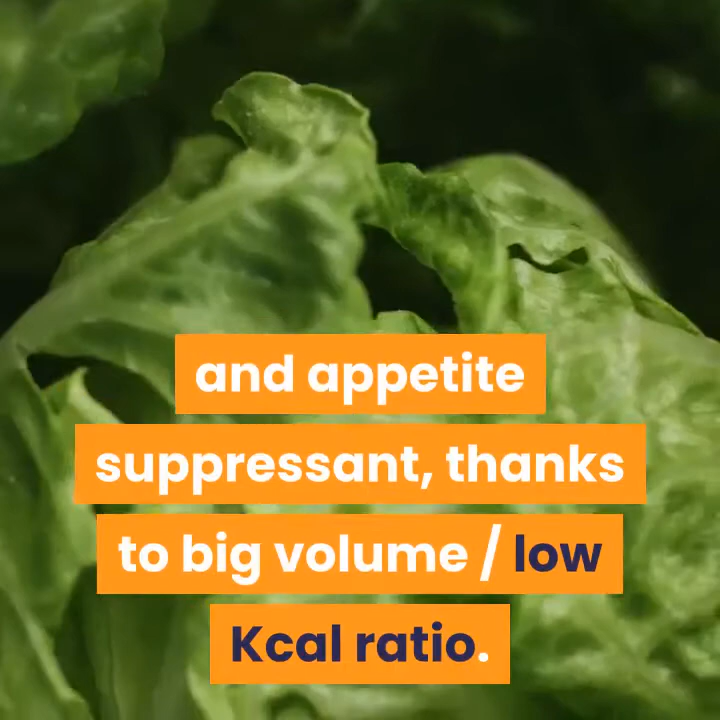 and appetite
suppressant, thanks
to big volume / low
Kcal ratio.